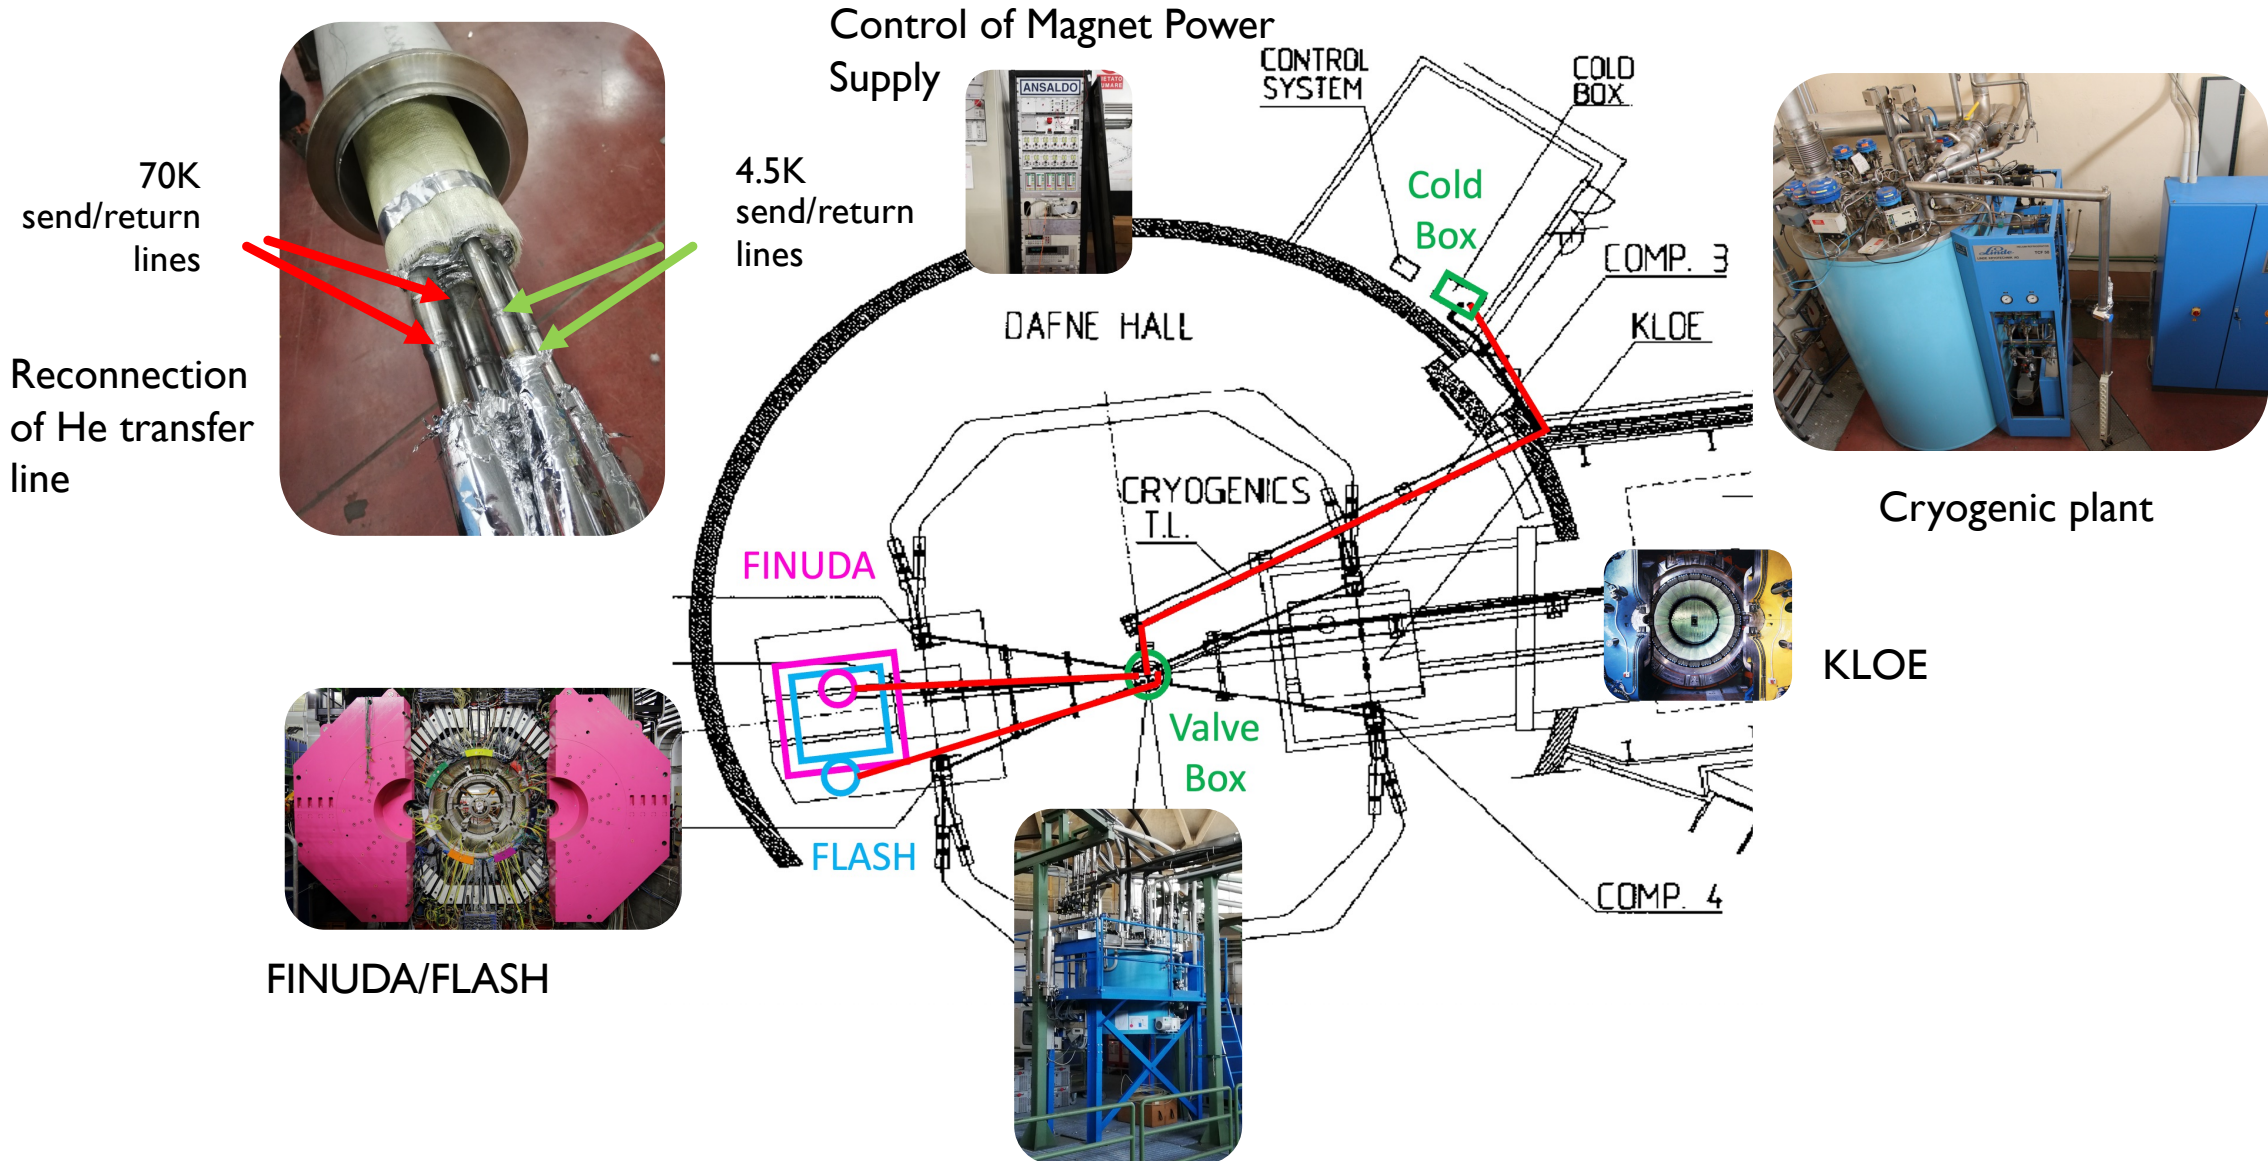 Control of Magnet Power
Supply
ANSALDO
CONTROL
SYSTEM
COLD
BOX
70K
send/return
lines
4.5K
send/return
lines
Cold
Box
COMP. 3
DAFNE HALL
KLOE
Linde
Reconnection
of He transfer
line
CRYOGENICS
T.L.
Cryogenic plant
FINUDA
KLOE
Valve
Box
FLASH
COMP. 4
FINUDA/FLASH